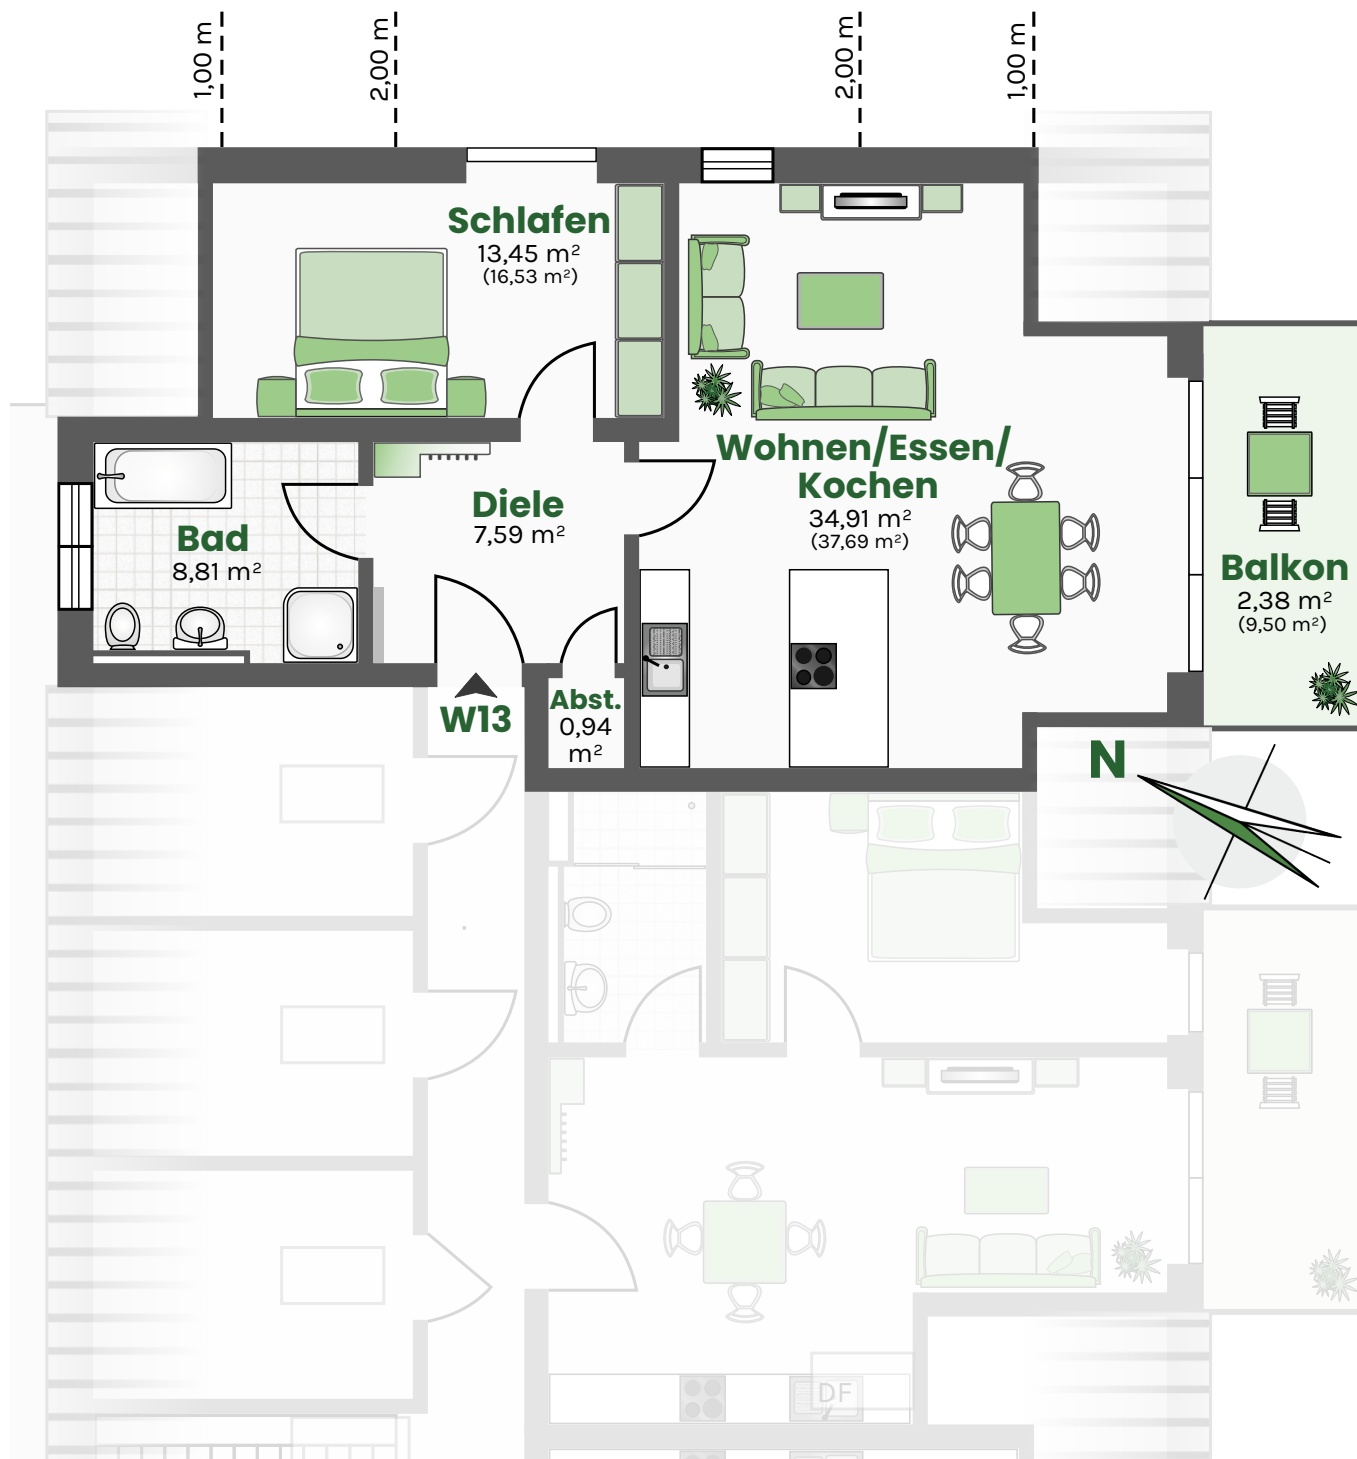 1,00 m
2,00 m
2,00 m
1,00 m
Schlafen
13,45 m²
(16,53 m²)
Wohnen/Essen/
Kochen
34,91 m²
(37,69 m²)
Diele
7,59 m²
Bad
8,81 m²
Balkon
2,38 m²
(9,50 m²)
Abst.
0,94
m²
W13
N
DF